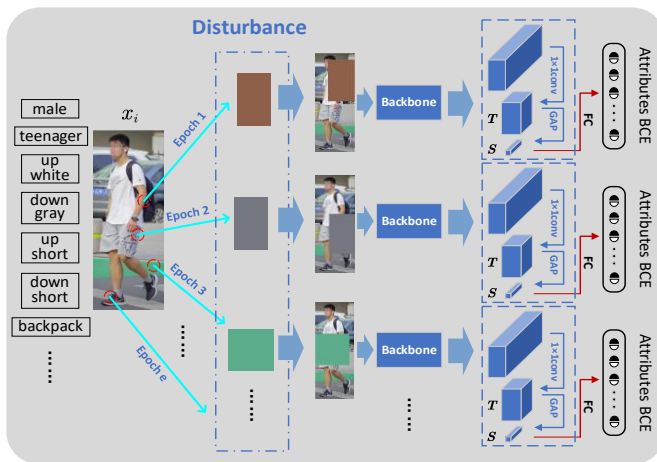 Disturbance
male
teenager
up
white
down
gray
up
short
down
short
backpack
......
x_i
Epoch 1
Epoch 2
Epoch 3
Epoch e
......
......
Backbone
1×1conv
T
GAP
S
FC
...
Attributes BCE
Backbone
1×1conv
T
GAP
S
FC
...
Attributes BCE
Backbone
1×1conv
T
GAP
S
FC
...
Attributes BCE
......